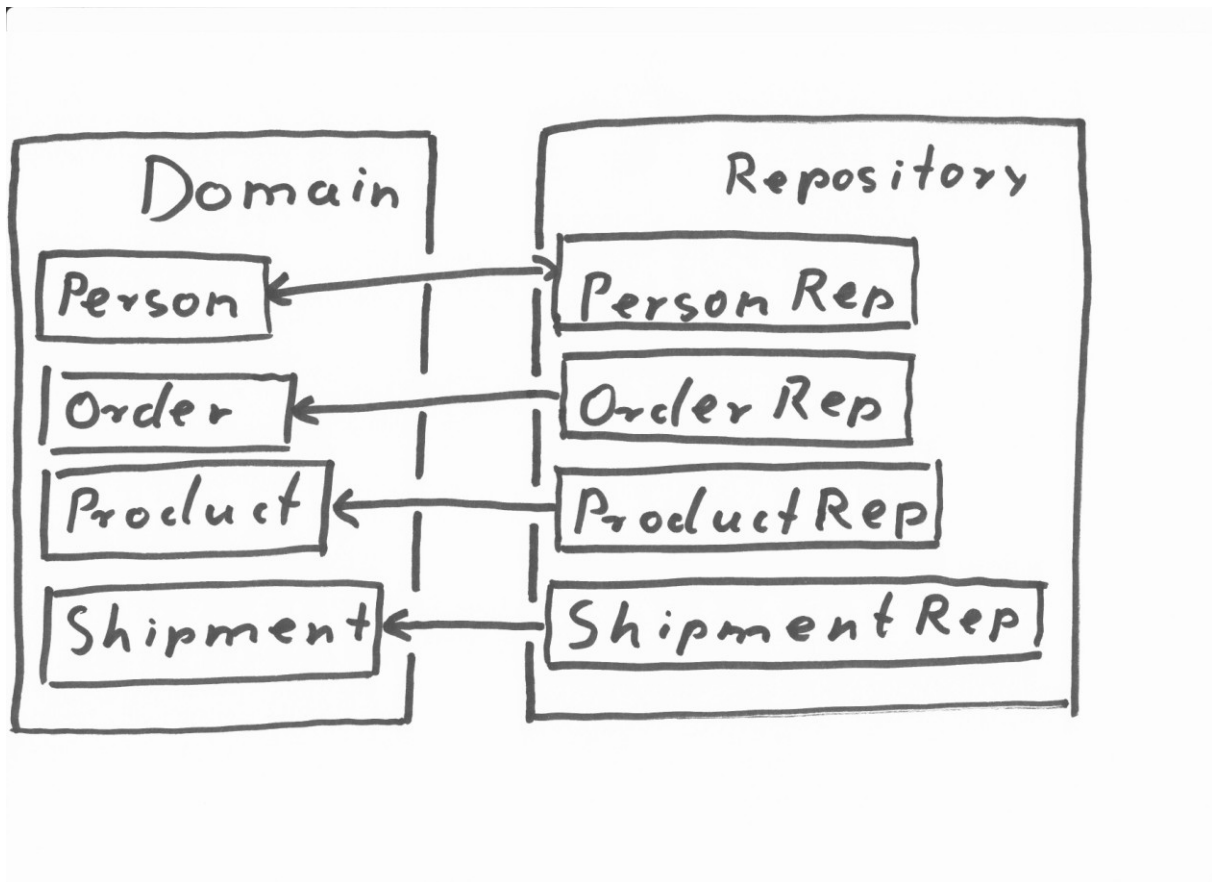 Domain
Repository
Person
Person Rep
Order
Order Rep
Product
Product Rep
Shipment
Shipment Rep